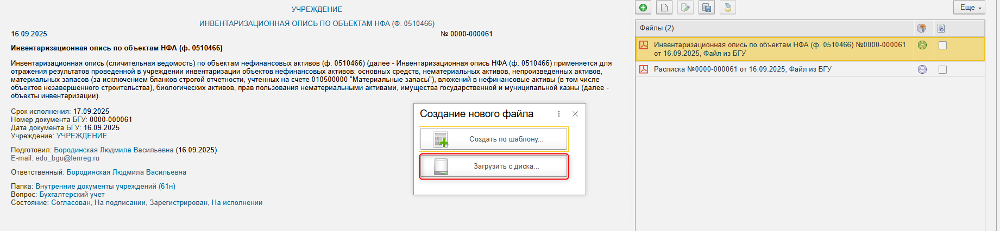 УЧРЕЖДЕНИЕ
ИНВЕНТАРИЗАЦИОННАЯ ОПИСЬ ПО ОБЪЕКТАМ НФА (Ф. 0510466)
16.09.2025
№ 0000-000061
Инвентаризационная опись по объектам НФА (ф. 0510466)
Инвентаризационная опись (сличительная ведомость) по объектам нефинансовых активов (ф. 0510466) (далее - Инвентаризационная опись НФА (ф. 0510466) применяется для
отражения результатов проведенной в учреждении инвентаризации объектов нефинансовых активов: основных средств, нематериальных активов, непроизведенных активов,
материальных запасов (за исключением бланков строгой отчетности, учтенных на счете 010500000 "Материальные запасы"), вложений в нефинансовые активы (в том числе
объектов незавершенного строительства), биологических активов, прав пользования нематериальными активами, имущества государственной и муниципальной казны (далее -
объекты инвентаризации).
Срок исполнения: 17.09.2025
Номер документа БГУ: 0000-000061
Дата документа БГУ: 16.09.2025
Учреждение: УЧРЕЖДЕНИЕ
Подготовил: Бородинская Людмила Васильевна (16.09.2025)
E-mail: edo_bgu@lenreg.ru
Ответственный: Бородинская Людмила Васильевна
Папка: Внутренние документы учреждений (61н)
Вопрос: Бухгалтерский учет
Состояние: Согласован, На подписании, Зарегистрирован, На исполнении
Создание нового файла
Создать по шаблону...
Загрузить с диска...
Еще
Файлы (2)
Инвентаризационная опись по объектам НФА (ф. 0510466) №0000-000061
от 16.09.2025, Файл из БГУ
Расписка №0000-000061 от 16.09.2025, Файл из БГУ